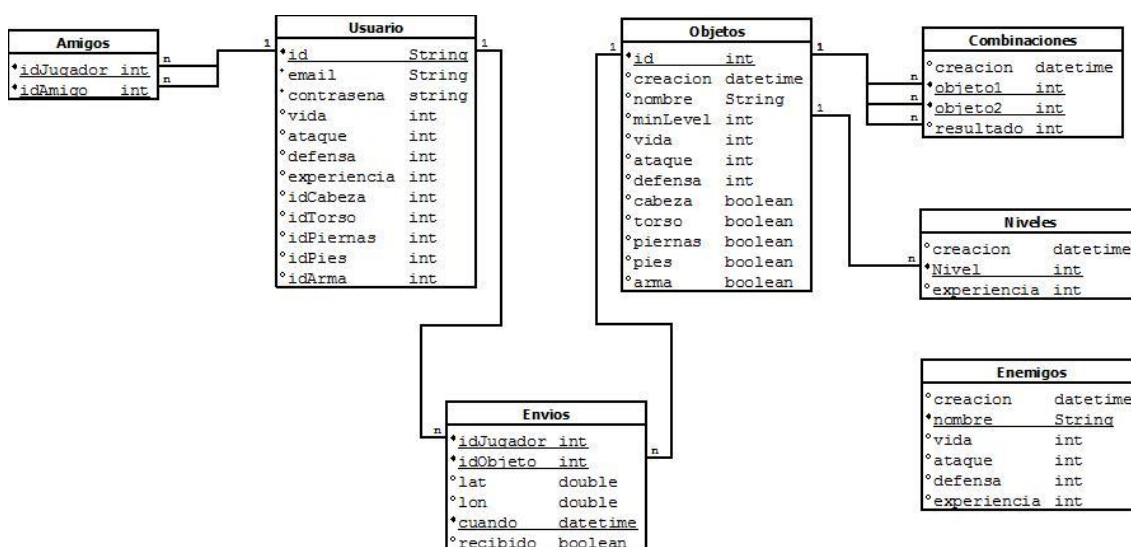 Amigos
idJugador int
idAmigo int
1
n
n
Usuario
id String
email String
contrasena string
vida int
ataque int
defensa int
experiencia int
idCabeza int
idTorso int
idPiernas int
idPies int
idArma int
1
1
Objetos
id int
creacion datetime
nombre String
minLevel int
vida int
ataque int
defensa int
cabeza boolean
torso boolean
piernas boolean
pies boolean
arma boolean
1
1
n
n
n
Combinaciones
creacion datetime
objeto1 int
objeto2 int
resultado int
n
Niveles
creacion datetime
Nivel int
experiencia int
Enemigos
creacion datetime
nombre String
vida int
ataque int
defensa int
experiencia int
n
Envios
idJugador int
idObjeto int
lat double
lon double
cuando datetime
recibido boolean
n